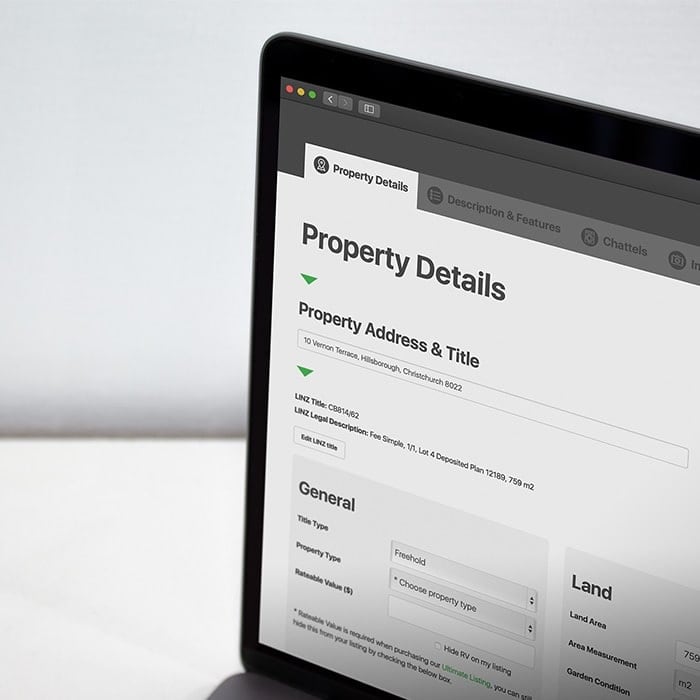 Property Details
Description & Features
Chattels
Property Details
Property Address & Title
10 Vernon Terrace, Hillsborough, Christchurch 8022
LINZ Title: CB814/62
LINZ Legal Description: Fee Simple, 1/1, Lot 4 Deposited Plan 12189, 759 m2
Edit LINZ title
General
Title Type
Freehold
Property Type
* Choose property type
Rateable Value ($)
Hide RV on my listing
* Rateable Value is required when purchasing our Ultimate Listing, you can still
hide this from your listing by checking the below box.
Land
Land Area
Area Measurement
759
Garden Condition
m2